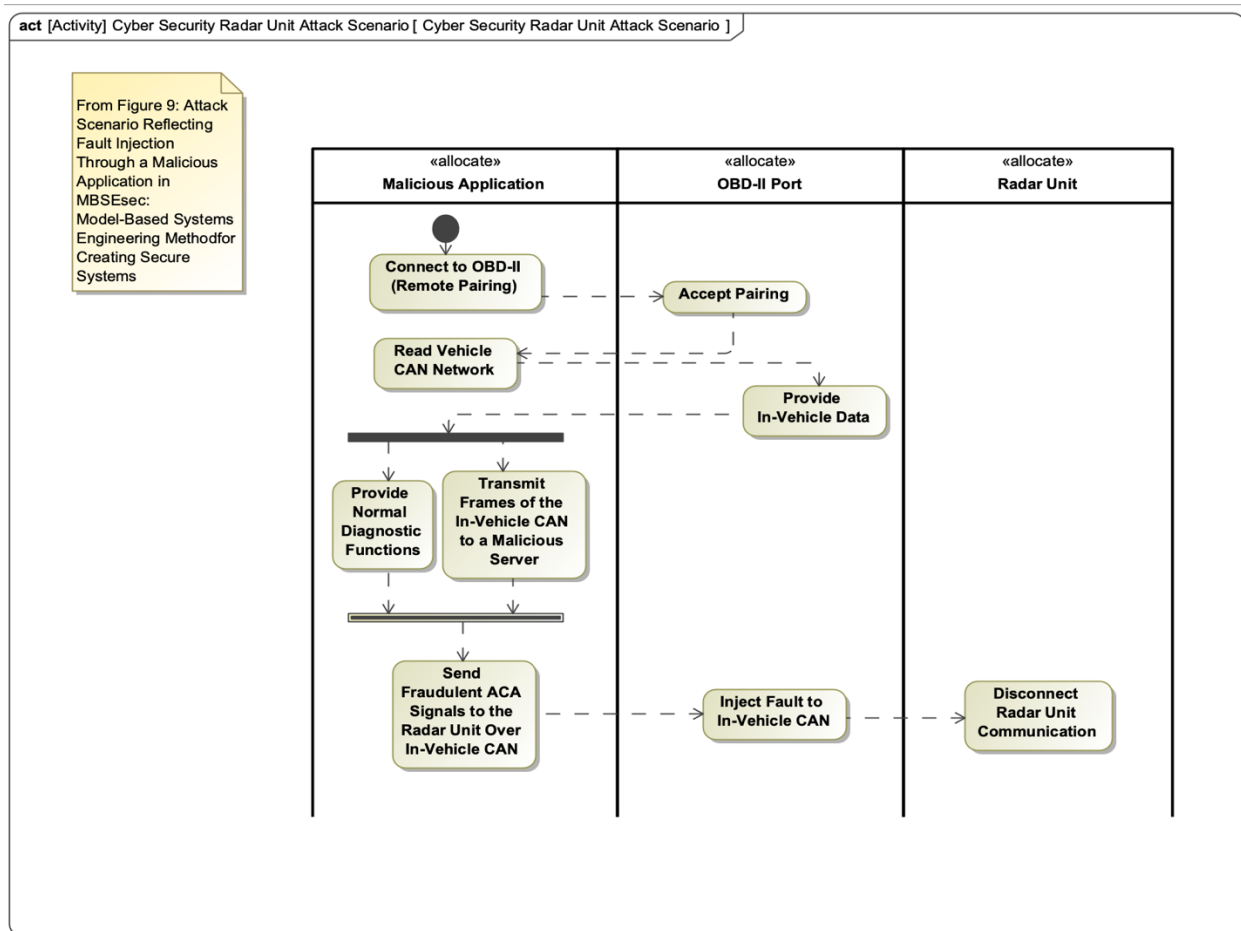 act [Activity] Cyber Security Radar Unit Attack Scenario [ Cyber Security Radar Unit Attack Scenario ]
From Figure 9: Attack
Scenario Reflecting
Fault Injection
Through a Malicious
Application in
MBSEsec:
Model-Based Systems
Engineering Methodfor
Creating Secure
Systems
«allocate»
Malicious Application
«allocate»
OBD-II Port
«allocate»
Radar Unit
Connect to OBD-II
(Remote Pairing)
Accept Pairing
Read Vehicle
CAN Network
Provide
In-Vehicle Data
Provide
Normal
Diagnostic
Functions
Transmit
Frames of the
In-Vehicle CAN
to a Malicious
Server
Send
Fraudulent ACA
Signals to the
Radar Unit Over
In-Vehicle CAN
Inject Fault to
In-Vehicle CAN
Disconnect
Radar Unit
Communication